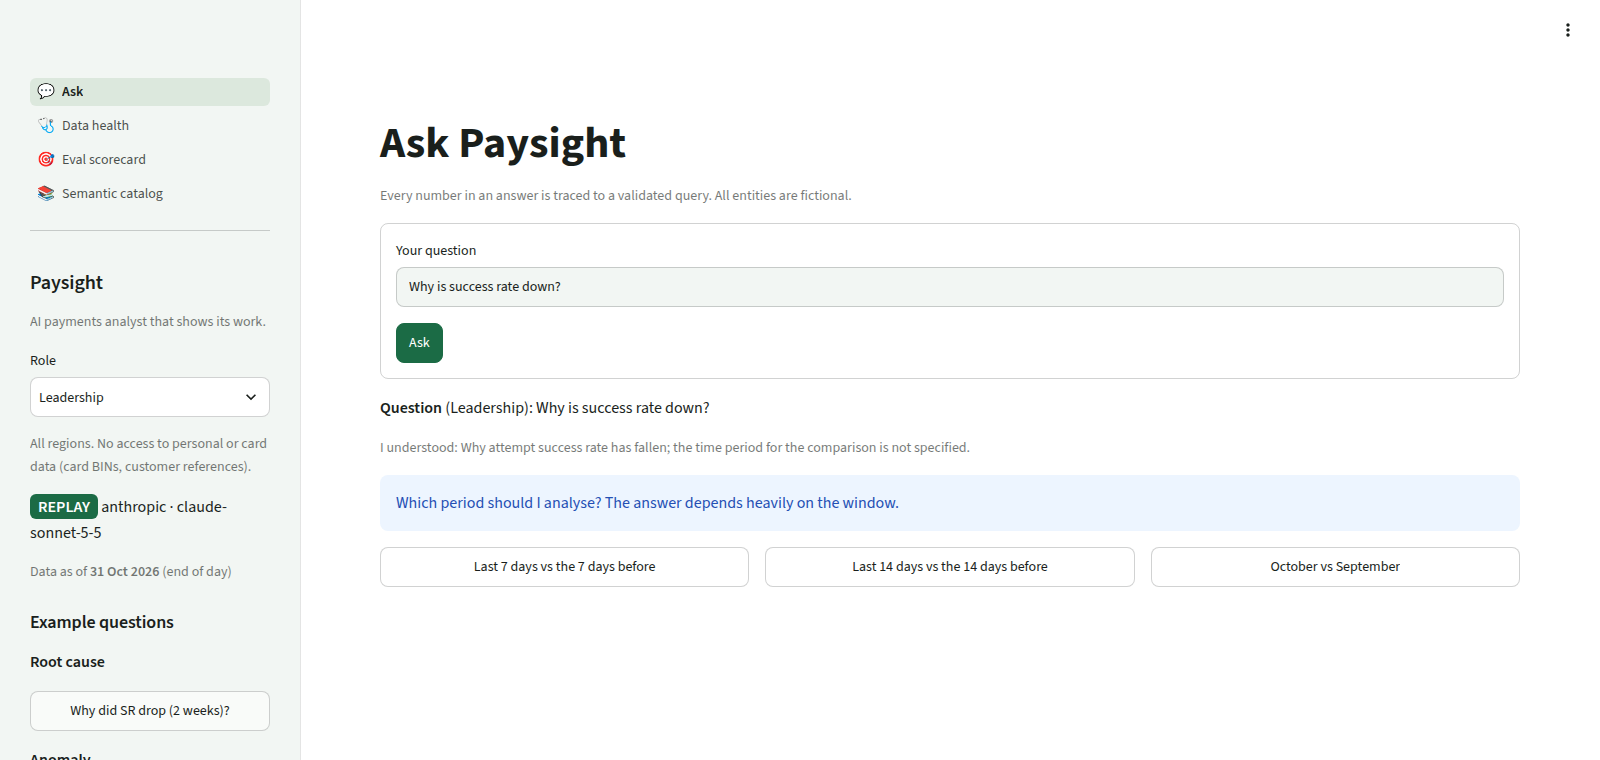 Ask
Data health
Eval scorecard
Semantic catalog
Paysight
AI payments analyst that shows its work.
Role
Leadership
All regions. No access to personal or card
data (card BINs, customer references).
REPLAY anthropic · claude-
sonnet-5-5
Data as of 31 Oct 2026 (end of day)
Example questions
Root cause
Why did SR drop (2 weeks)?
Anomaly
Ask Paysight
Every number in an answer is traced to a validated query. All entities are fictional.
Your question
Why is success rate down?
Ask
Question (Leadership): Why is success rate down?
I understood: Why attempt success rate has fallen; the time period for the comparison is not specified.
Which period should I analyse? The answer depends heavily on the window.
Last 7 days vs the 7 days before
Last 14 days vs the 14 days before
October vs September